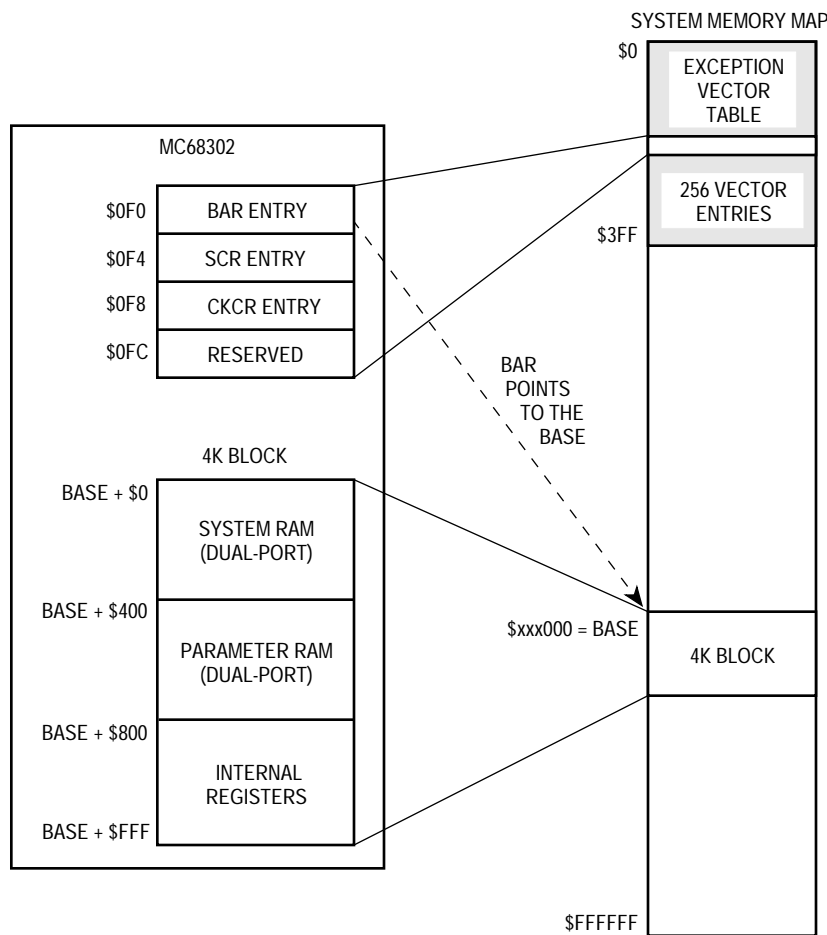 SYSTEM MEMORY MAP
$0
EXCEPTION
VECTOR
TABLE
256 VECTOR
ENTRIES
$3FF
MC68302
$0F0
BAR ENTRY
$0F4
SCR ENTRY
$0F8
CKCR ENTRY
$0FC
RESERVED
BAR
POINTS
TO THE
BASE
4K BLOCK
BASE + $0
SYSTEM RAM
(DUAL-PORT)
BASE + $400
PARAMETER RAM
(DUAL-PORT)
BASE + $800
INTERNAL
REGISTERS
BASE + $FFF
$xxx000 = BASE
4K BLOCK
$FFFFFF